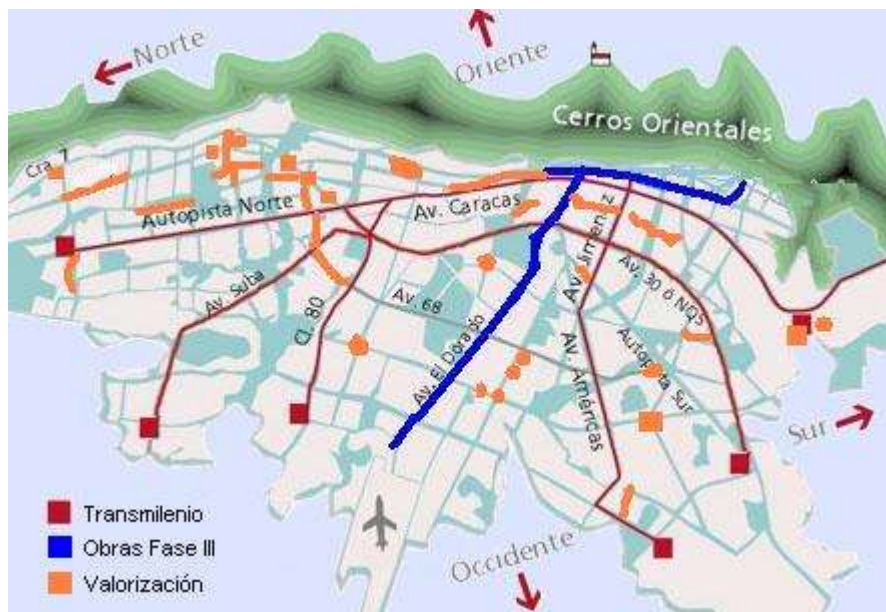 Norte
Oriente
Cerros Orientales
Cra. 7
Autopista Norte
Av. Caracas
Av. Jimenez
Av. Suba
Cl. 80
Av. 68
Av. 30 ó NQS
Av. El Dorado
Autopista Sur
Av. Américas
Sur
Transmilenio
Obras Fase III
Valorización
Occidente